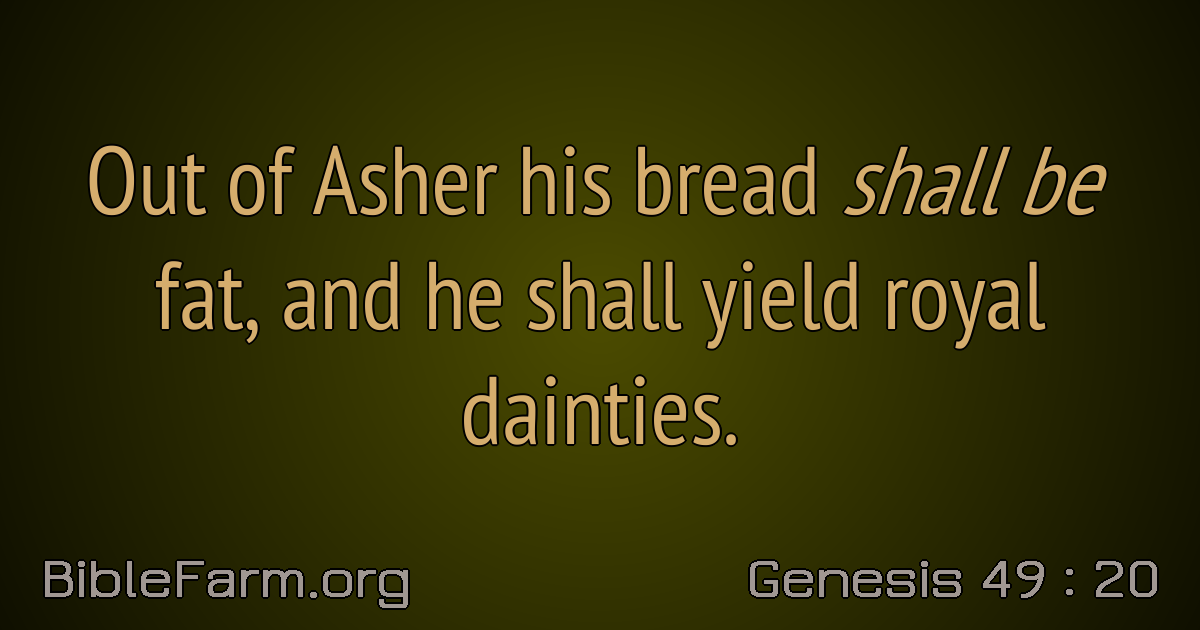 Out of Asher his bread shall be
fat, and he shall yield royal
dainties.
BibleFarm.org
Genesis 49 : 20